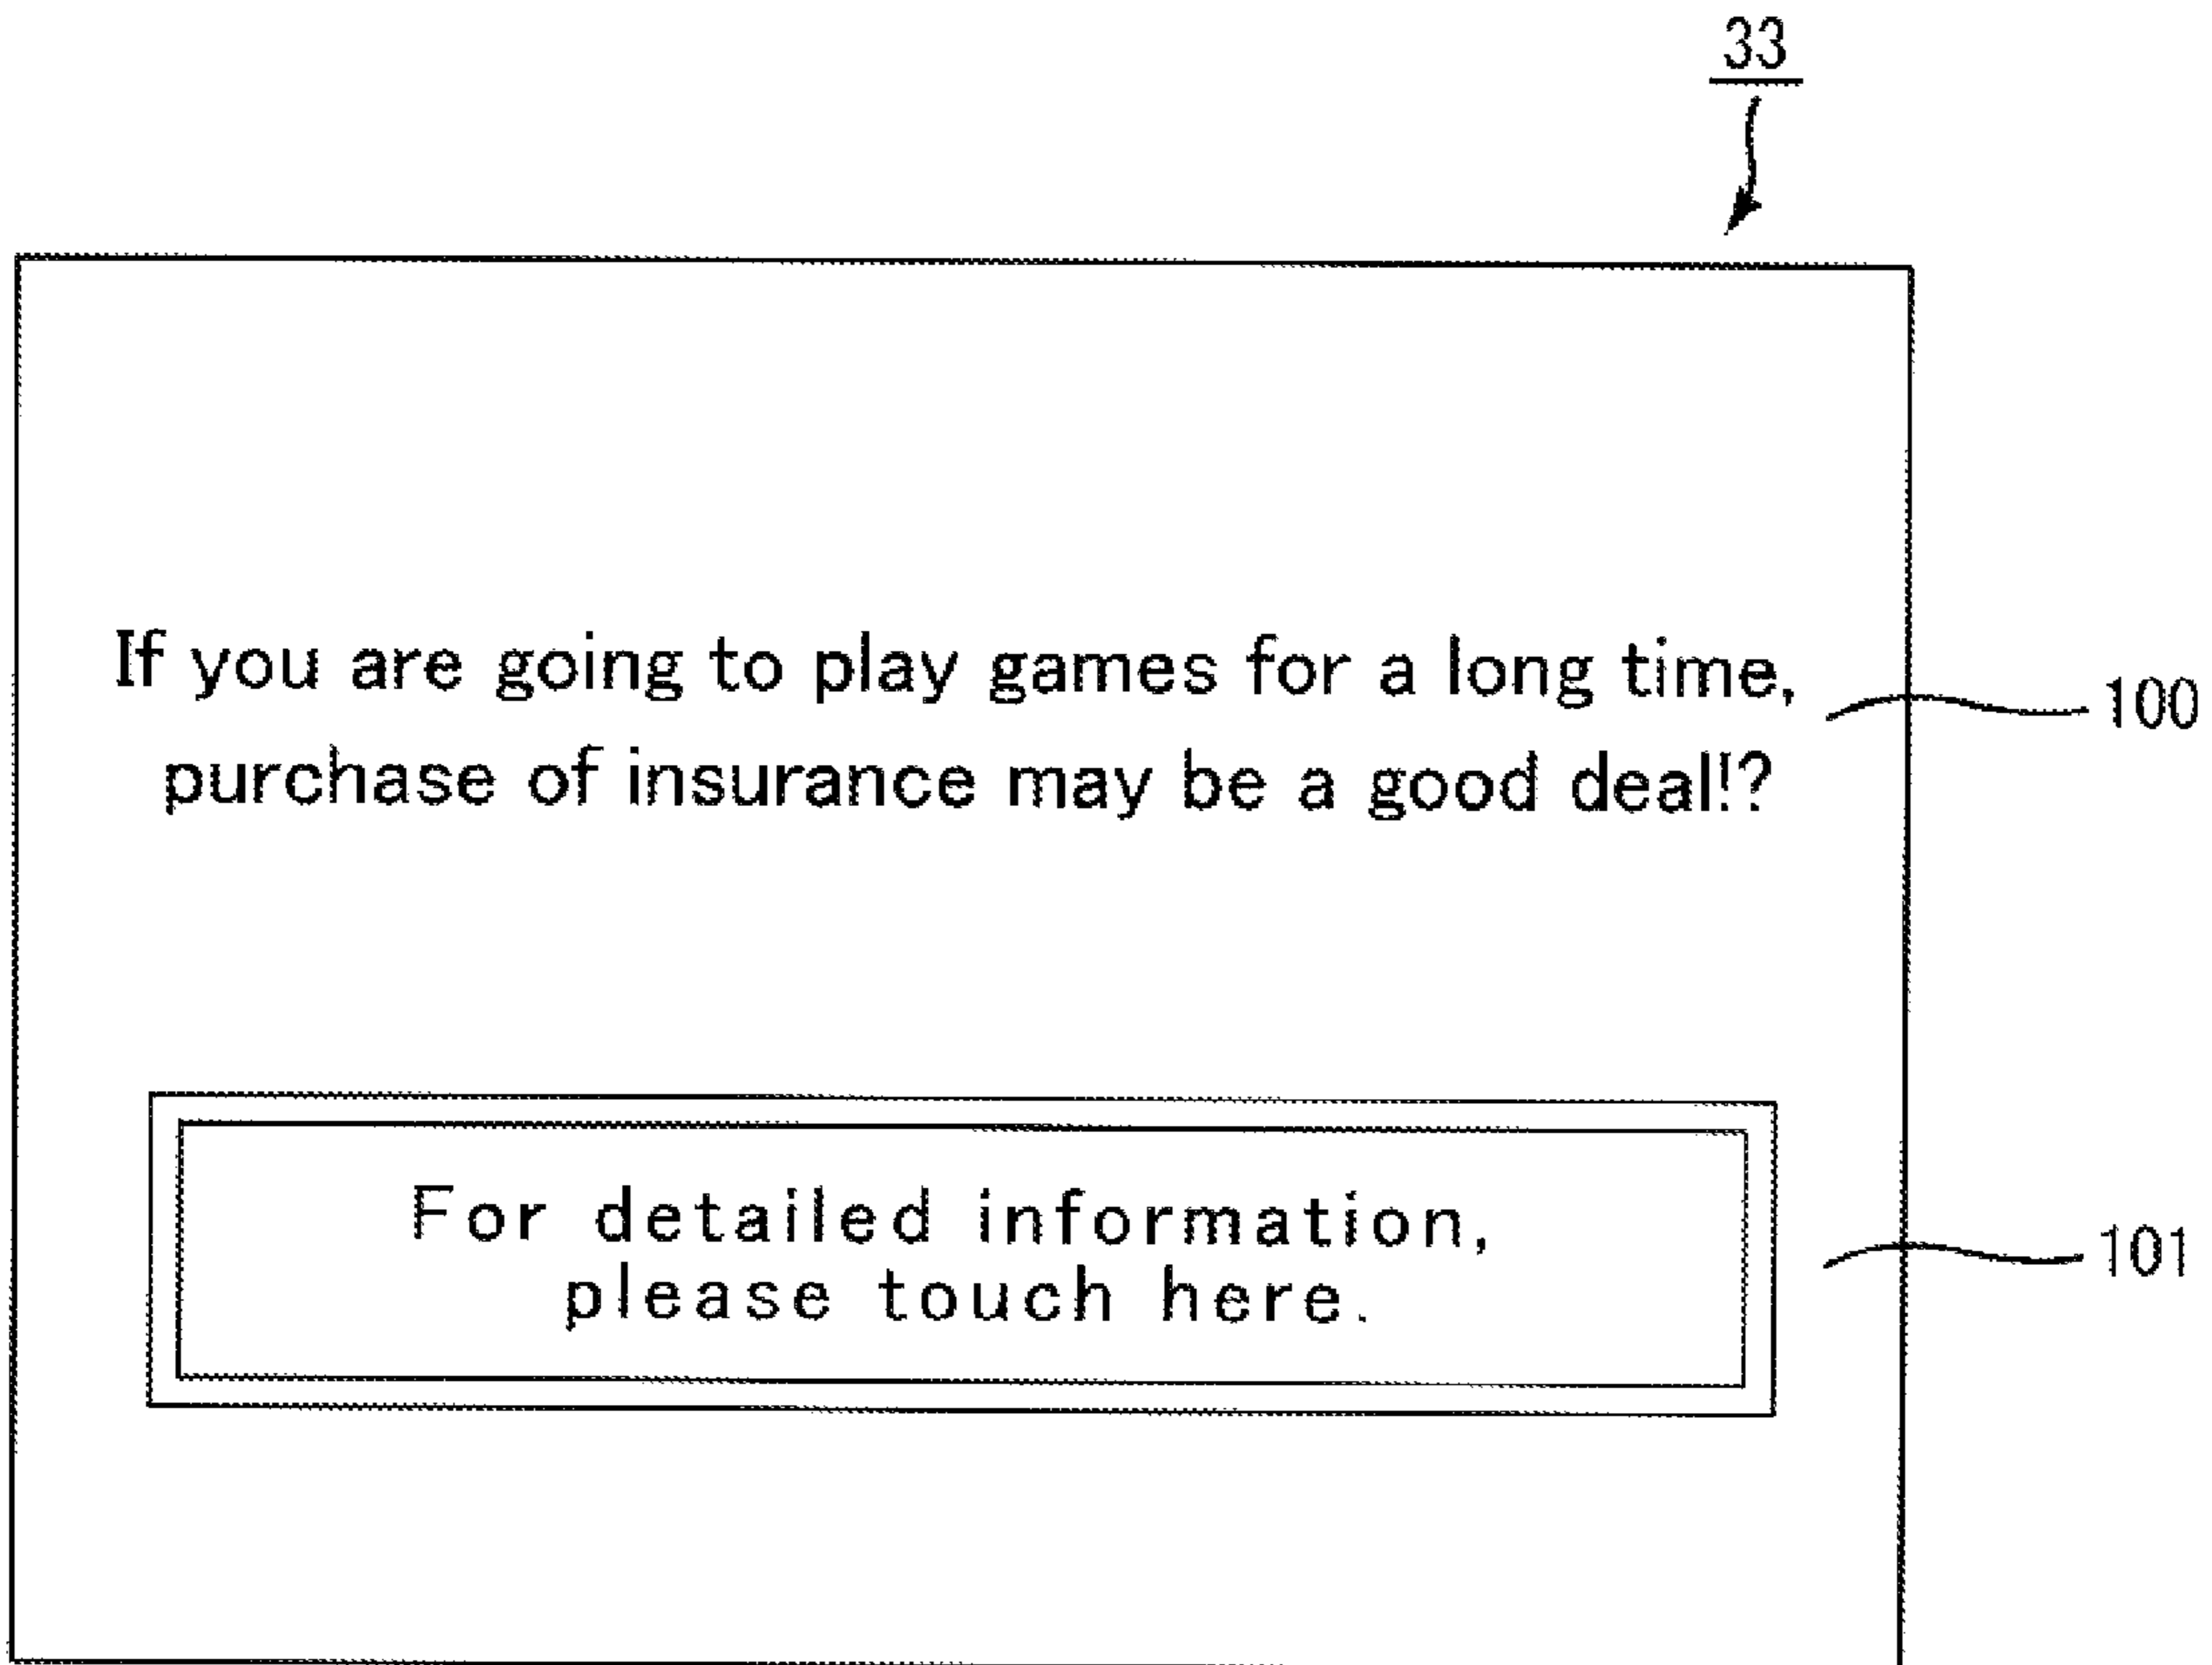 33
If you are going to play games for a long time,
100
purchase of insurance may be a good deal!?
For detailed information,
101
please touch here.